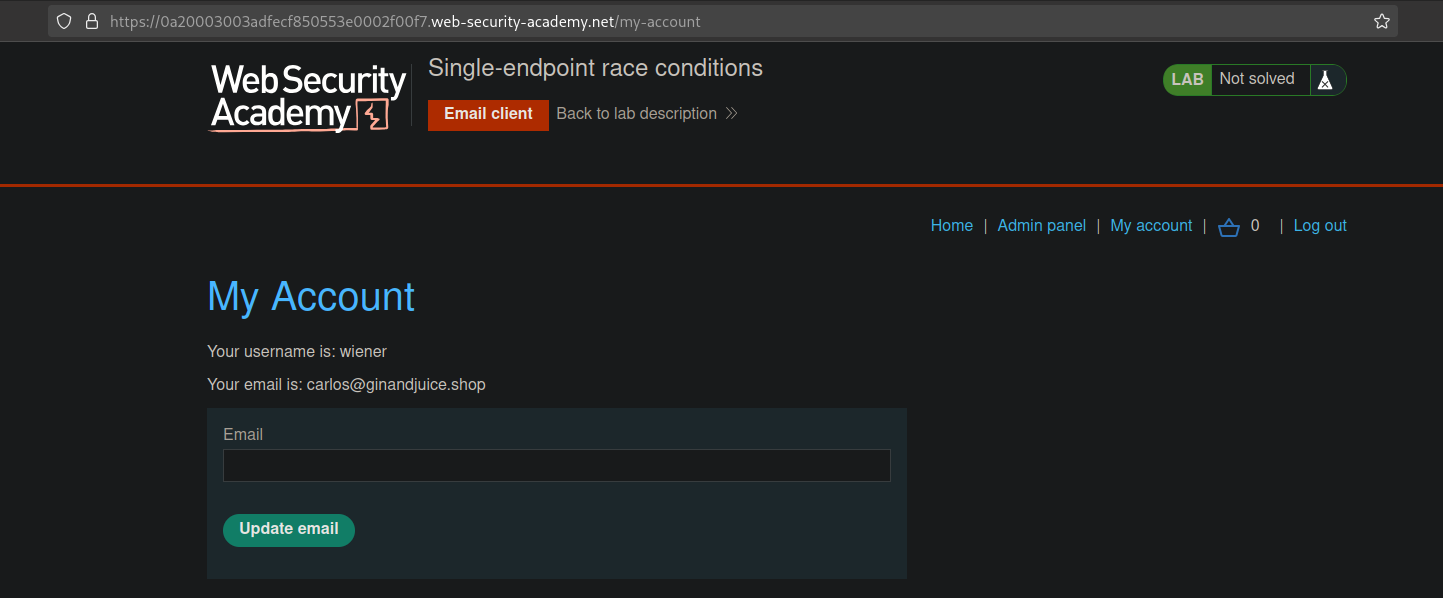 https://0a20003003adfecf850553e0002f00f7.web-security-academy.net/my-account
Web Security
Academy
Single-endpoint race conditions
Email client
Back to lab description
LAB
Not solved
Home | Admin panel | My account | 0 | Log out
My Account
Your username is: wiener
Your email is: carlos@ginandjuice.shop
Email
Update email